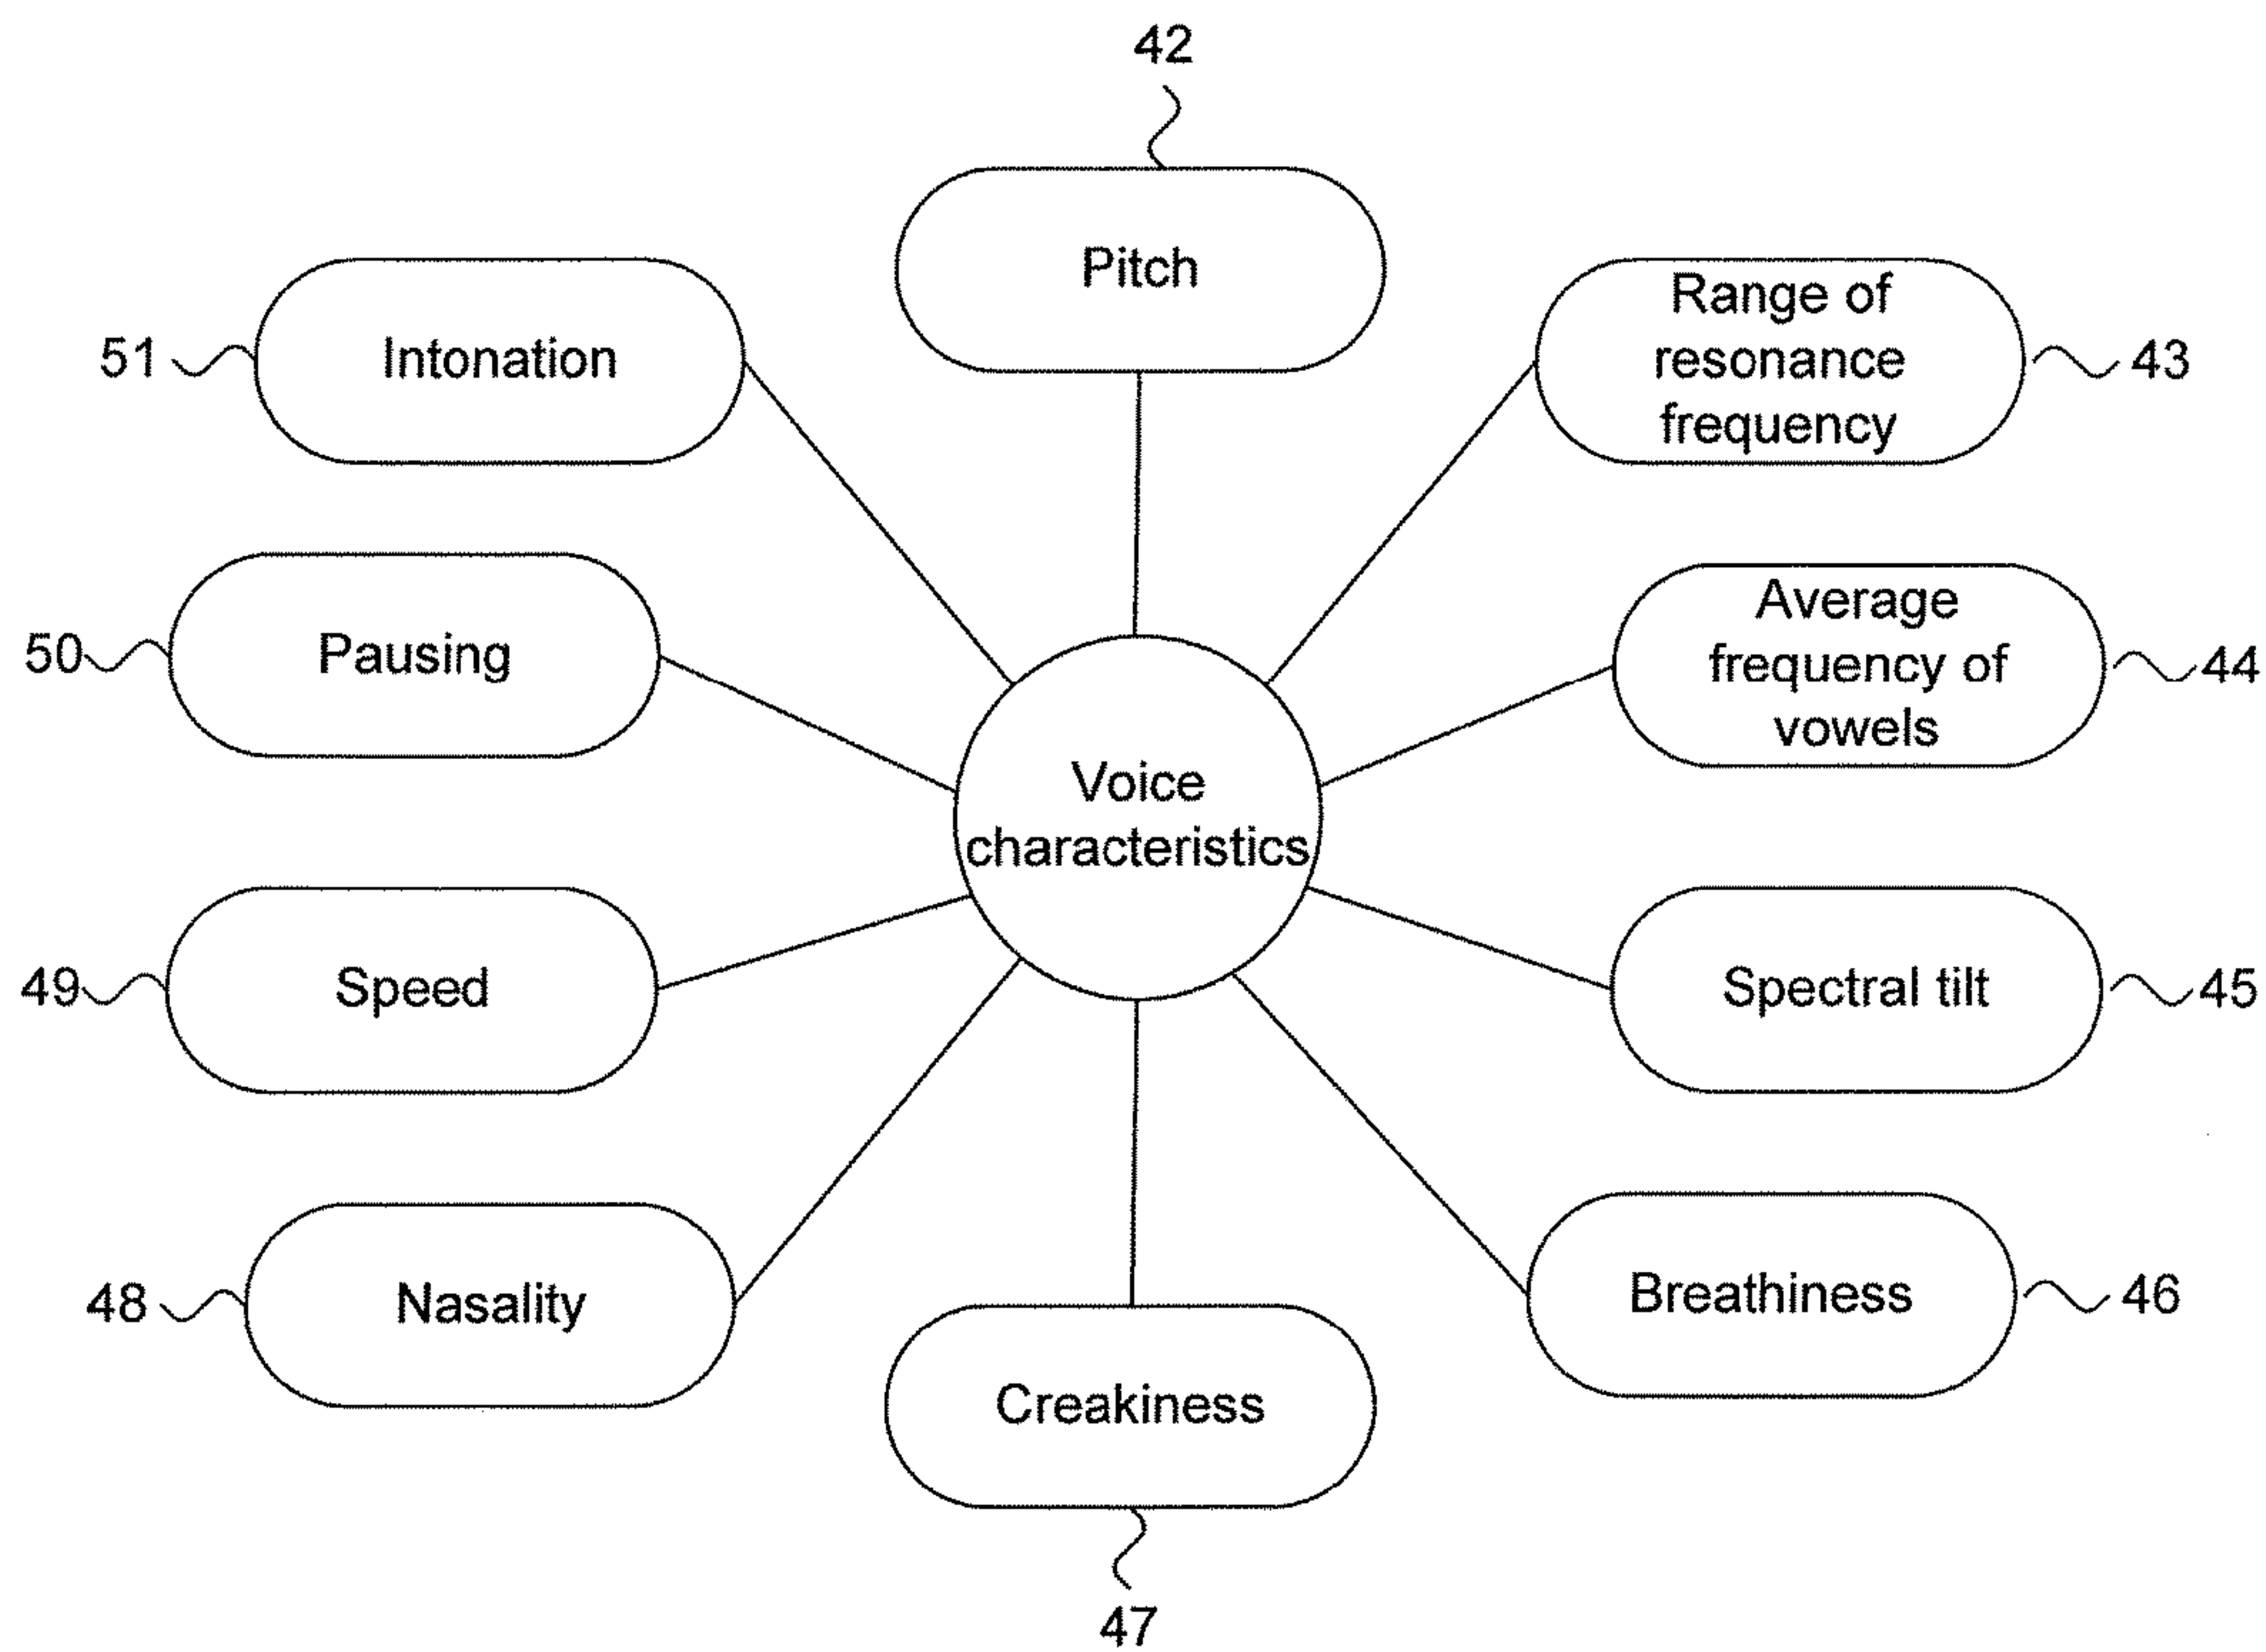 42
Pitch
Range of
resonance
frequency
43
51
Intonation
Average
frequency of
vowels
44
50
Pausing
Voice
characteristics
49
Speed
Spectral tilt
45
48
Nasality
Breathiness
46
Creakiness
47